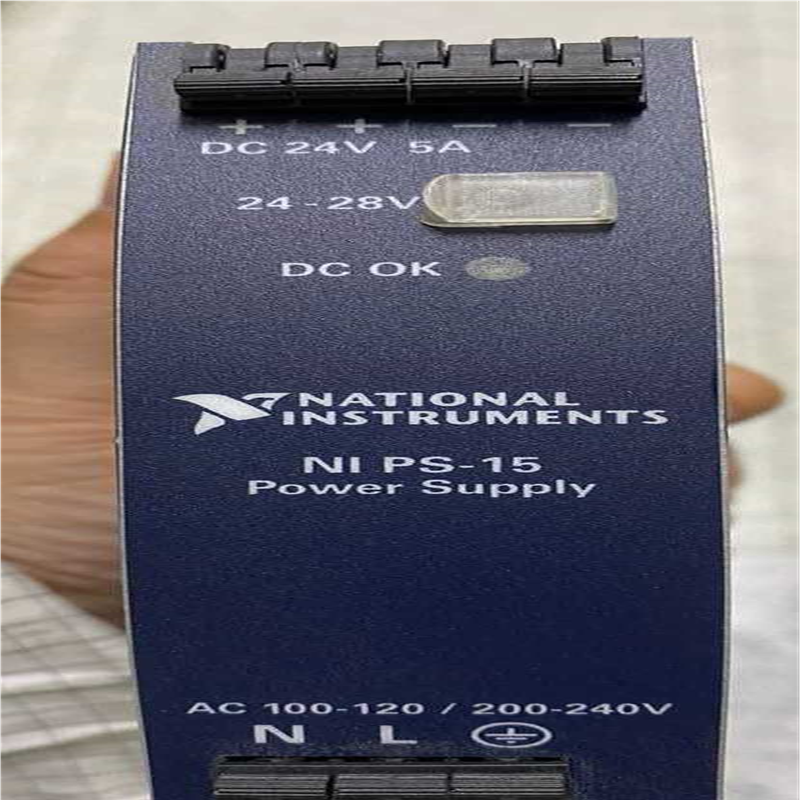 + + − −
DC 24V 5A
24-28V
DC OK
NATIONAL
INSTRUMENTS
NI PS-15
Power Supply
AC 100-120 / 200-240V
N L